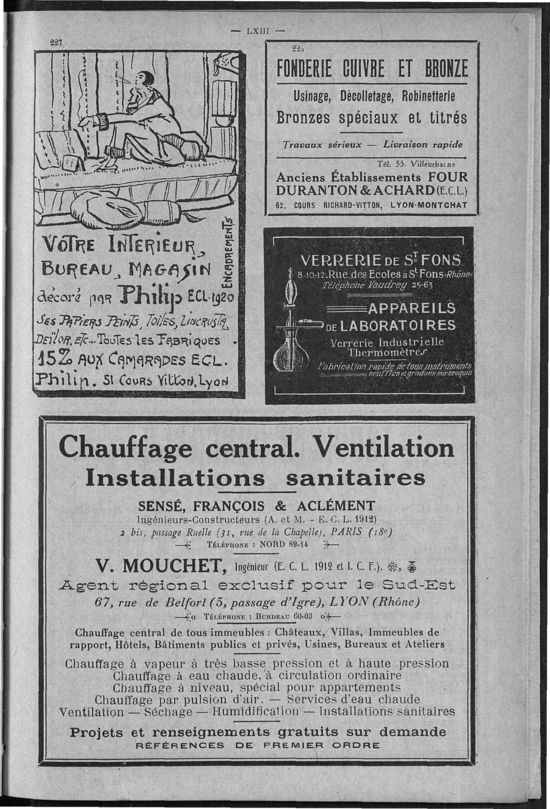 — LXIII —
227
VOTRE INTERIEUR,
BUREAU, MAGASIN
ENCADREMENTS
décoré par Philip ECL·1920
SES PAPIERS PEINTS, TOILES, LINCRUSTA,
ETC.. TOUTES les FABRIQUES .
15% AUX CAMARADES ECL.
Philip. 51 COURS VITTON, LYON
FONDERIE CUIVRE ET BRONZE
Usinage, Décolletage, Robinetterie
Bronzes spéciaux et titrés
Travaux sérieux — Livraison rapide
Tél. 55. Villeurbanne
Anciens Établissements FOUR
DURANTON & ACHARD (E.C.L.)
62, COURS RICHARD-VITTON, LYON-MONTCHAT
VERRERIE DE ST FONS
8-10-12, Rue des Ecoles à St Fons-Rhône-
Téléphone Vaudrey 25-63
APPAREILS
DE LABORATOIRES
Verrerie Industrielle
Thermomètres
Fabrication rapide de tous instruments
soufflés et gradués sur croquis
Chauffage central. Ventilation
Installations sanitaires
SENSÉ, FRANÇOIS & ACLÉMENT
Ingénieurs-Constructeurs (A. et M. - E. C. L. 1912)
2 bis, passage Ruelle (31, rue de la Chapelle), PARIS (18e)
TÉLÉPHONE : NORD 82-14
V. MOUCHET, Ingénieur (E. C. L. 1912 et I. C. F.).
Agent régional exclusif pour le Sud-Est
67, rue de Belfort (5, passage d'Igre), LYON (Rhône)
TÉLÉPHONE : BURDEAU 60-03
Chauffage central de tous immeubles : Châteaux, Villas, Immeubles de
rapport, Hôtels, Bâtiments publics et privés, Usines, Bureaux et Ateliers
Chauffage à vapeur à très basse pression et à haute pression
Chauffage à eau chaude, à circulation ordinaire
Chauffage à niveau, spécial pour appartements
Chauffage par pulsion d'air. — Services d'eau chaude
Ventilation — Séchage — Humidification — Installations sanitaires
Projets et renseignements gratuits sur demande
RÉFÉRENCES DE PREMIER ORDRE